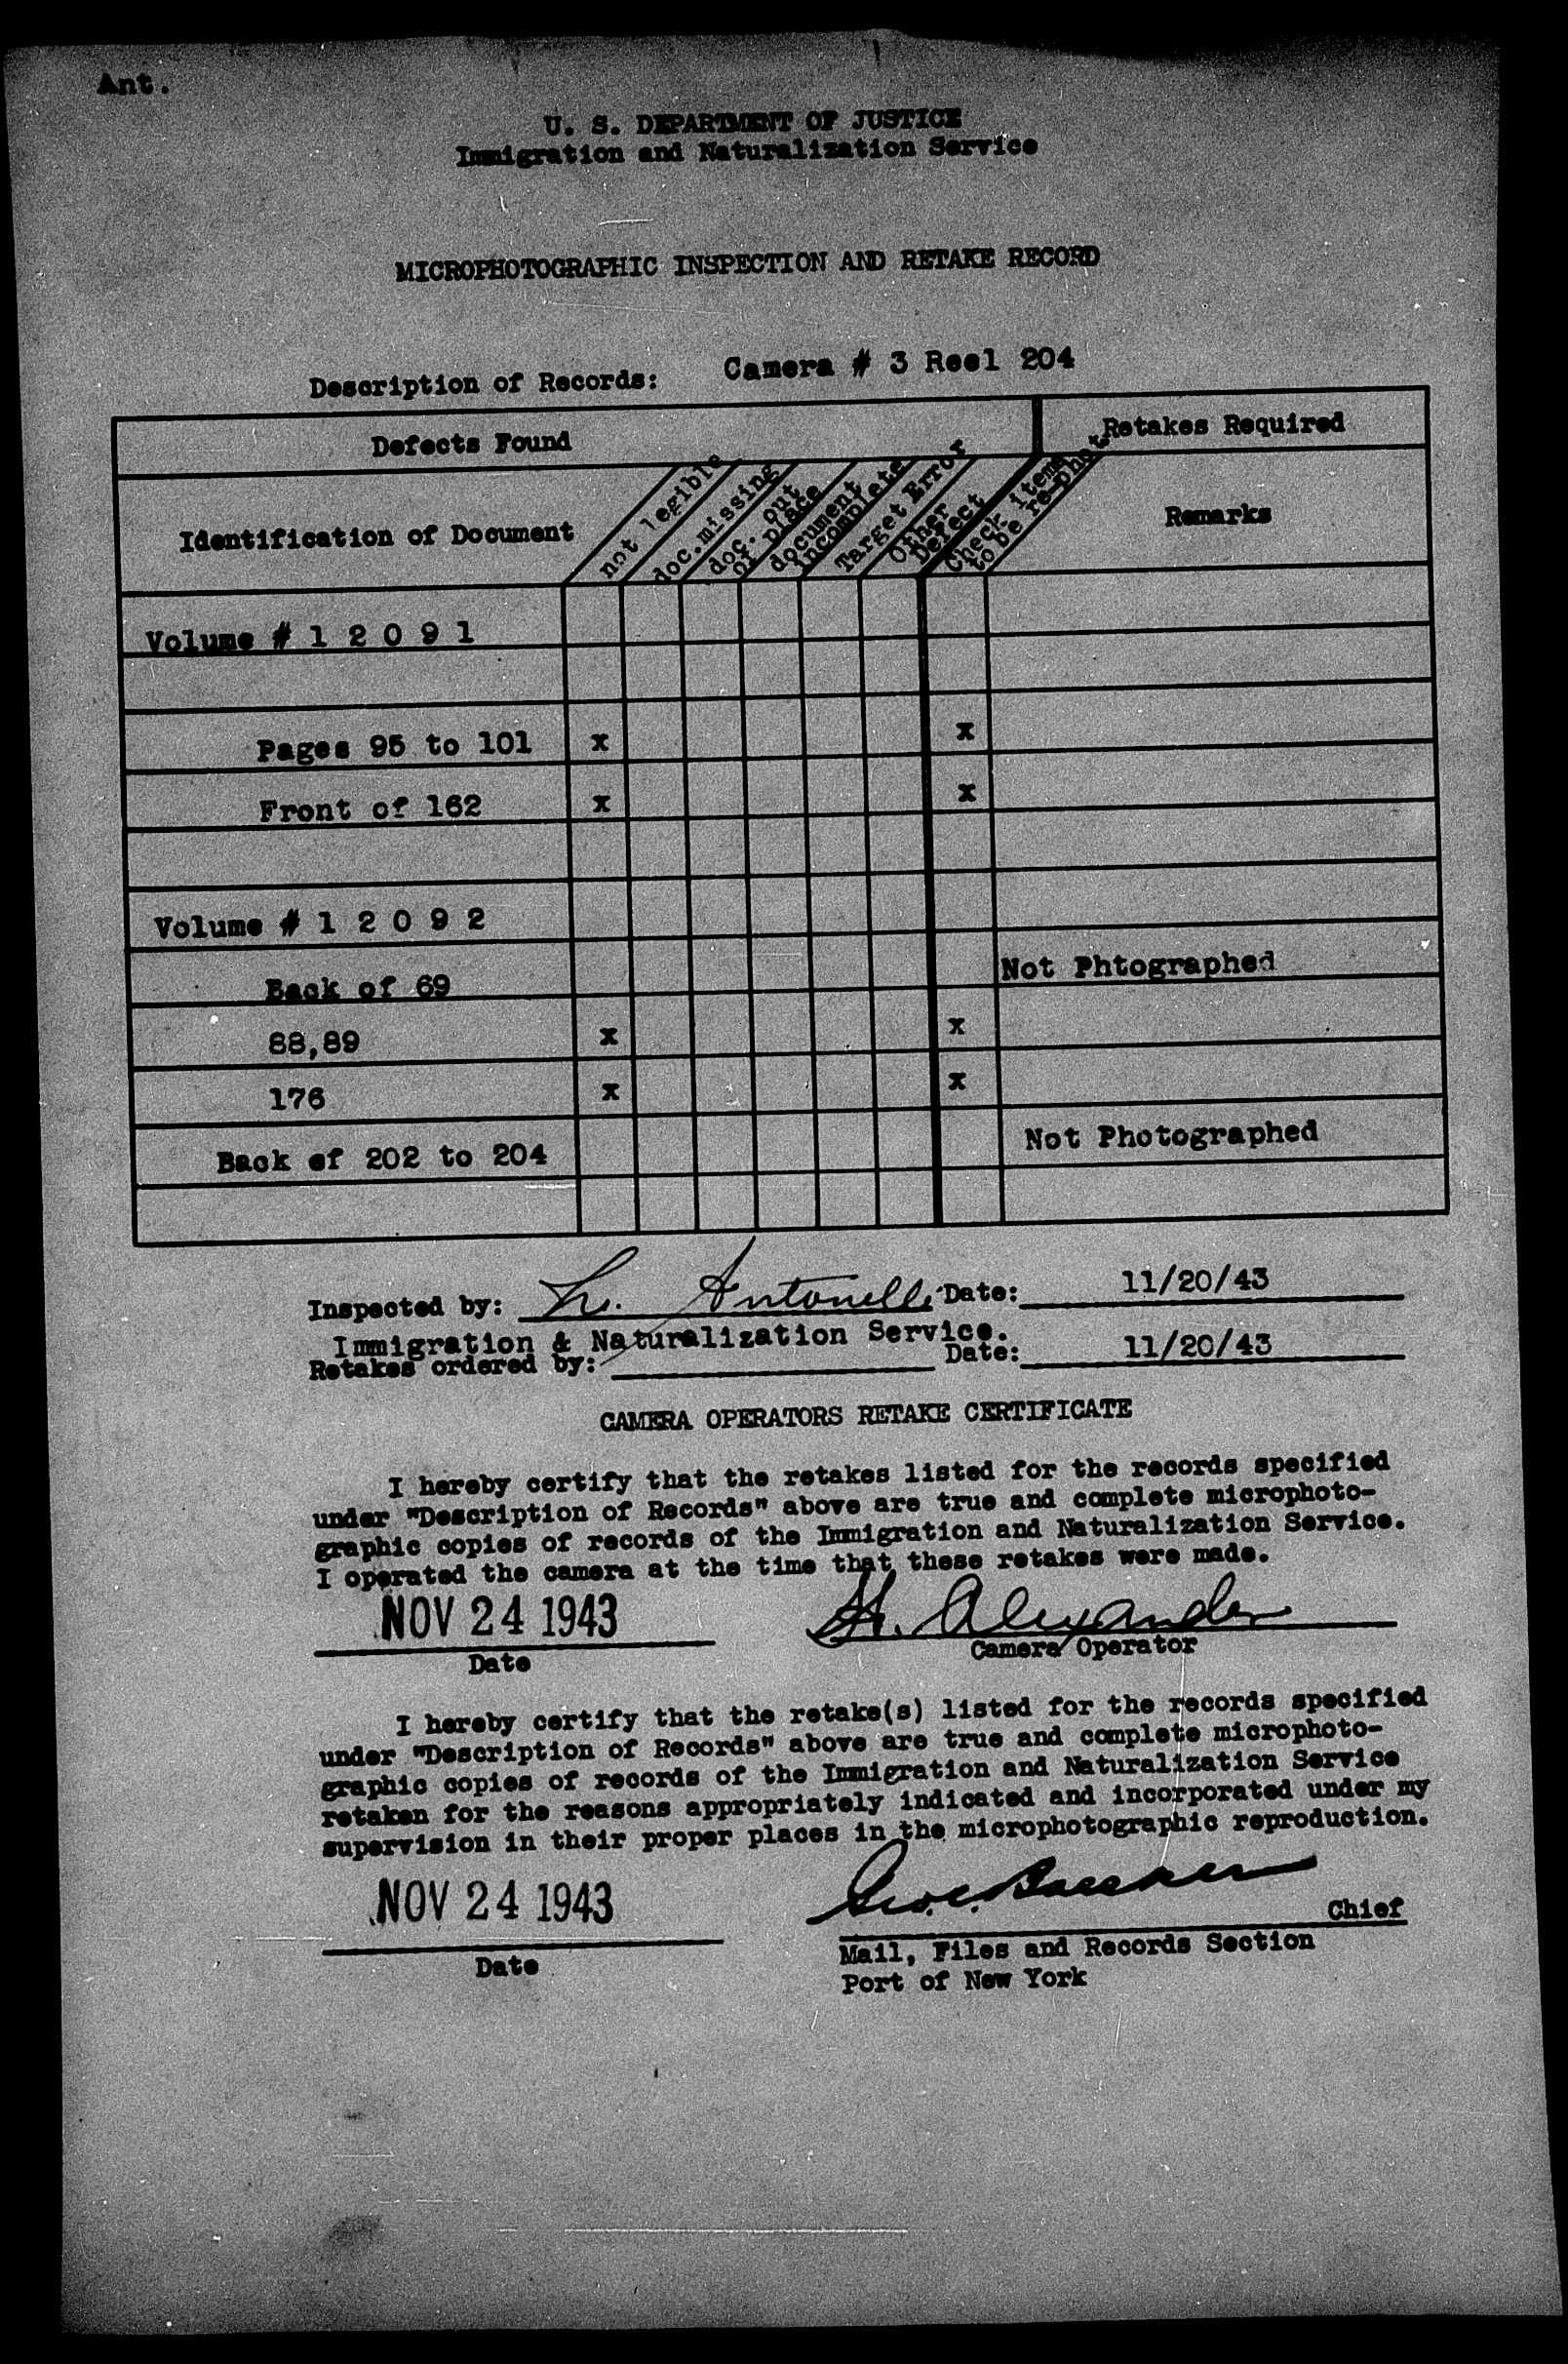 Ant.
U. S. DEPARTMENT OF JUSTICE
Immigration and Naturalization Service
MICROPHOTOGRAPHIC INSPECTION AND RETAKE RECORD
Description of Records: Camera # 3 Reel 204
Defects Found
Retakes Required
Identification of Document
not legible
doc.missing
doc. out
of place
document
incomplete
Target Error
Other
Defect
Check items
to be re-phot.
Remarks
Volume # 1 2 0 9 1
Pages 95 to 101 x x
Front of 162 x x
Volume # 1 2 0 9 2
Back of 69 Not Phtographed
88,89 x x
176 x x
Back of 202 to 204 Not Photographed
Inspected by: Antonelli Date: 11/20/43
Immigration & Naturalization Service.
Retakes ordered by: Date: 11/20/43
CAMERA OPERATORS RETAKE CERTIFICATE
I hereby certify that the retakes listed for the records specified
under "Description of Records" above are true and complete microphoto-
graphic copies of records of the Immigration and Naturalization Service.
I operated the camera at the time that these retakes were made.
NOV 24 1943 H. Alexander
Date Camera Operator
I hereby certify that the retake(s) listed for the records specified
under "Description of Records" above are true and complete microphoto-
graphic copies of records of the Immigration and Naturalization Service
retaken for the reasons appropriately indicated and incorporated under my
supervision in their proper places in the microphotographic reproduction.
NOV 24 1943
Chief
Date Mail, Files and Records Section
Port of New York